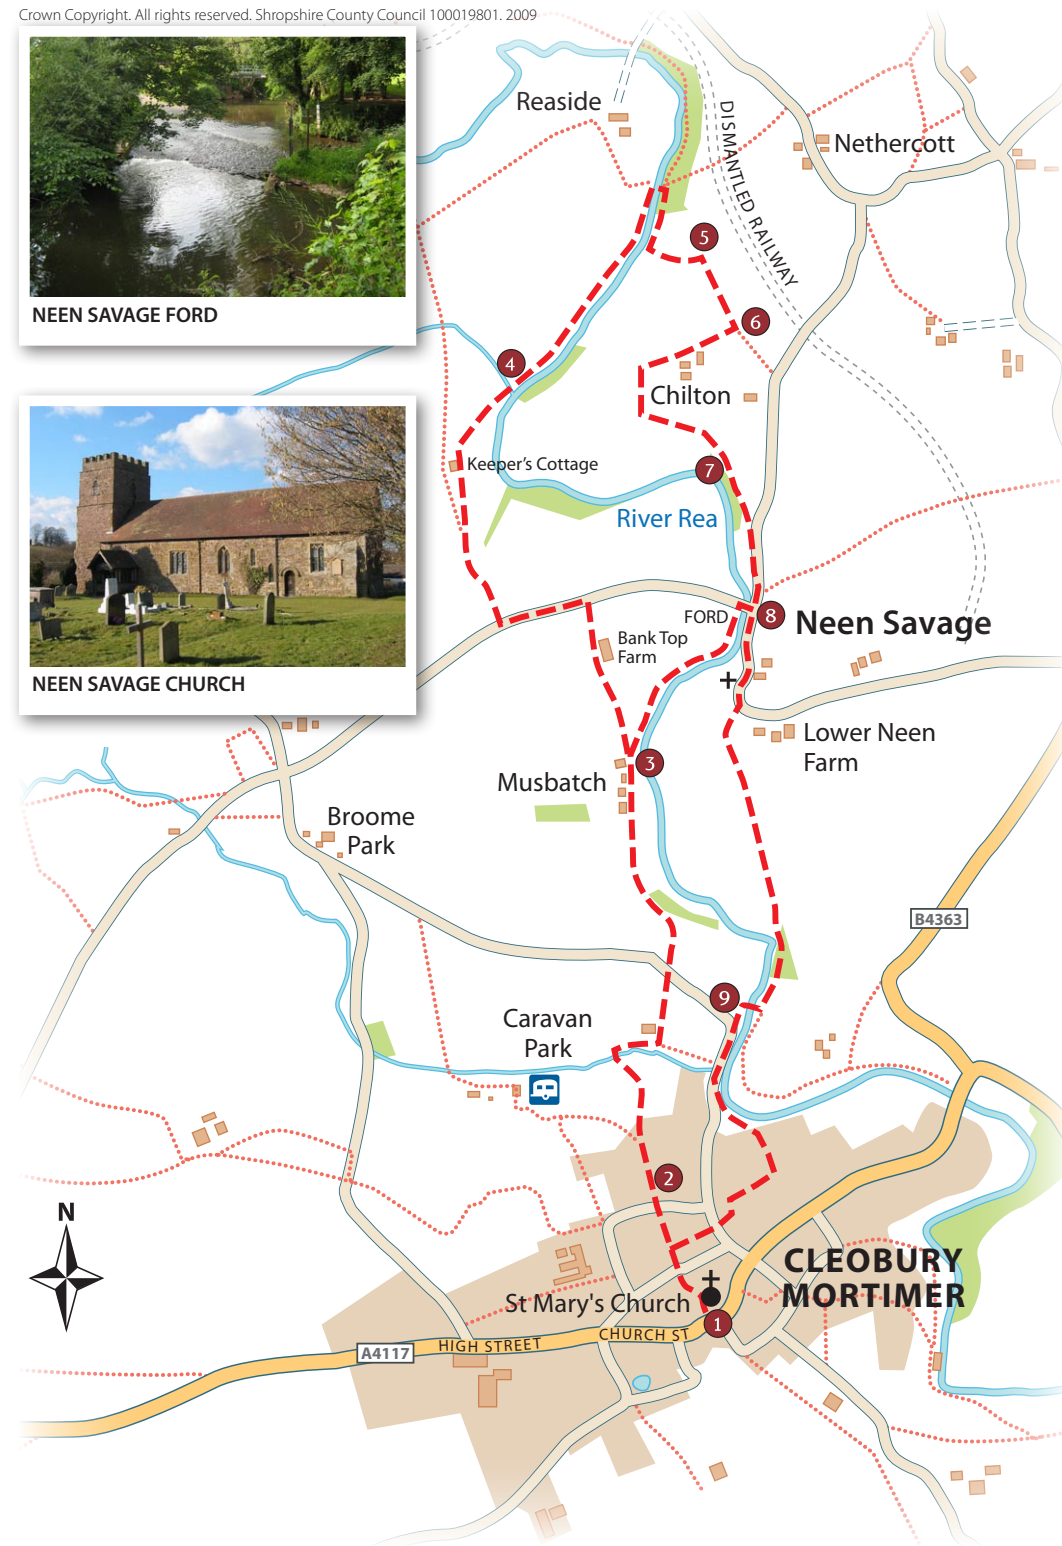 Crown Copyright. All rights reserved. Shropshire County Council 100019801. 2009
NEEN SAVAGE FORD
NEEN SAVAGE CHURCH
Reaside
DISMANTLED RAILWAY
Nethercott
5
6
4
Chilton
Keeper's Cottage
7
River Rea
FORD
8
Neen Savage
Bank Top
Farm
Lower Neen
Farm
3
Musbatch
Broome
Park
B4363
9
Caravan
Park
2
N
CLEOBURY
MORTIMER
St Mary's Church
1
CHURCH ST
HIGH STREET
A4117